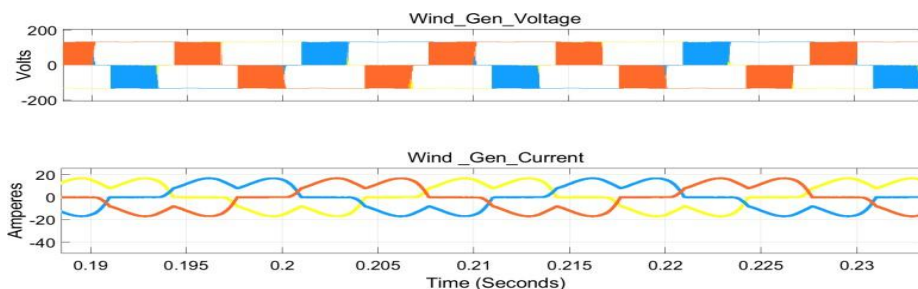 Wind_Gen_Voltage
200
Volts
0
-200
Wind _Gen_Current
20
Amperes
0
-20
-40
0.19 0.195 0.2 0.205 0.21 0.215 0.22 0.225 0.23
Time (Seconds)